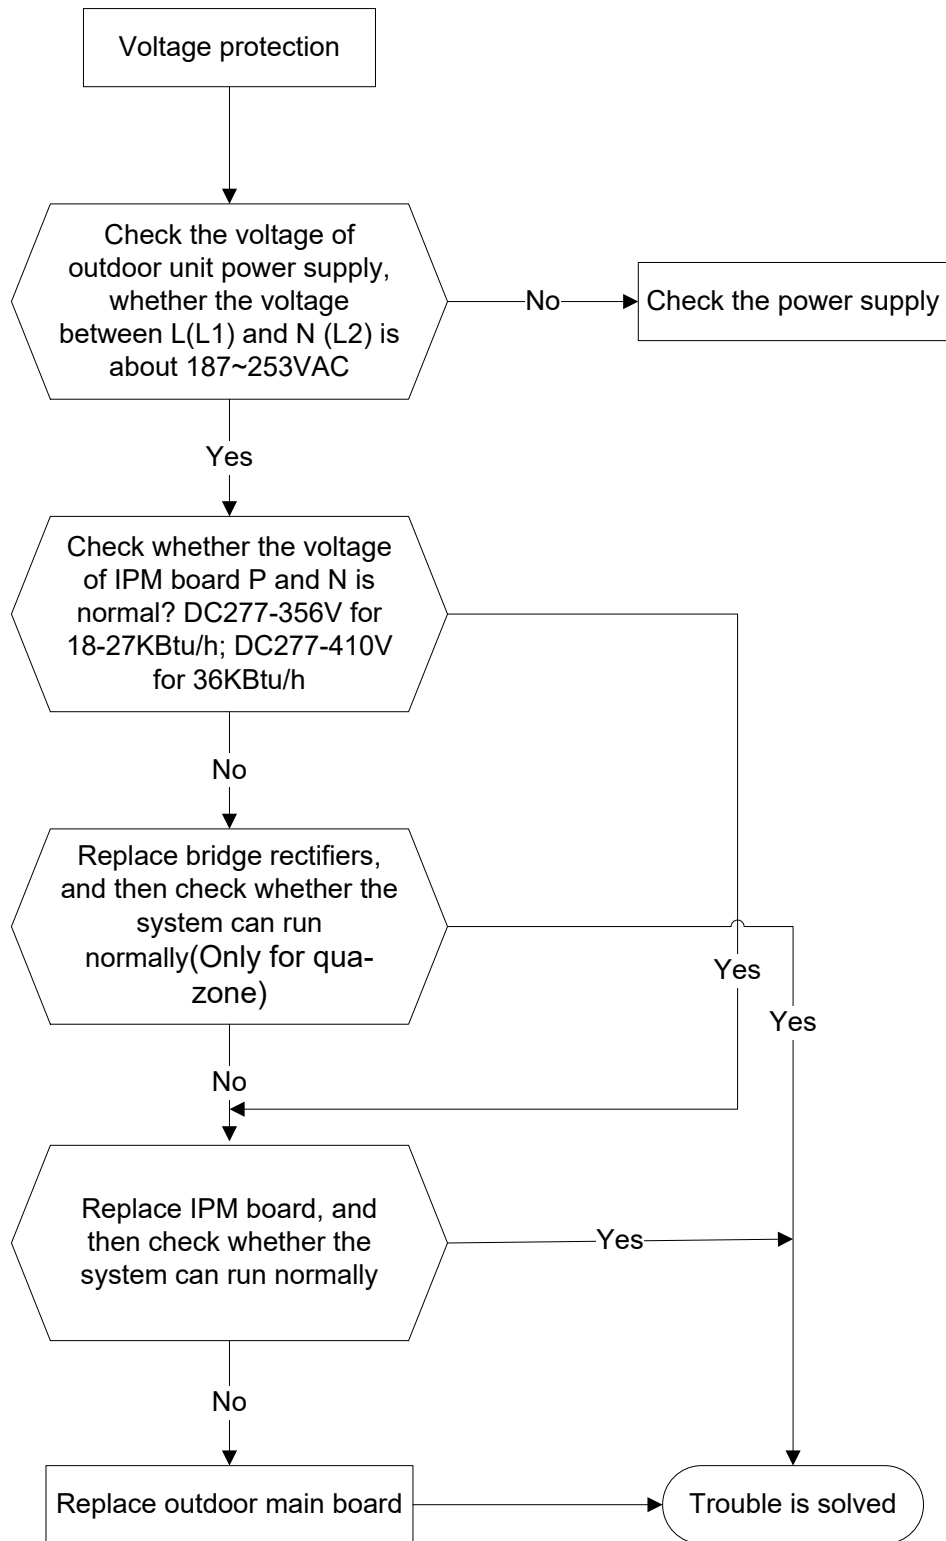 Voltage protection
Check the voltage of
outdoor unit power supply,
whether the voltage
between L(L1) and N (L2) is
about 187~253VAC
No
Check the power supply
Yes
Check whether the voltage
of IPM board P and N is
normal? DC277-356V for
18-27KBtu/h; DC277-410V
for 36KBtu/h
No
Replace bridge rectifiers,
and then check whether the
system can run
normally(Only for qua-
zone)
Yes
Yes
No
Replace IPM board, and
then check whether the
system can run normally
Yes
No
Replace outdoor main board
Trouble is solved